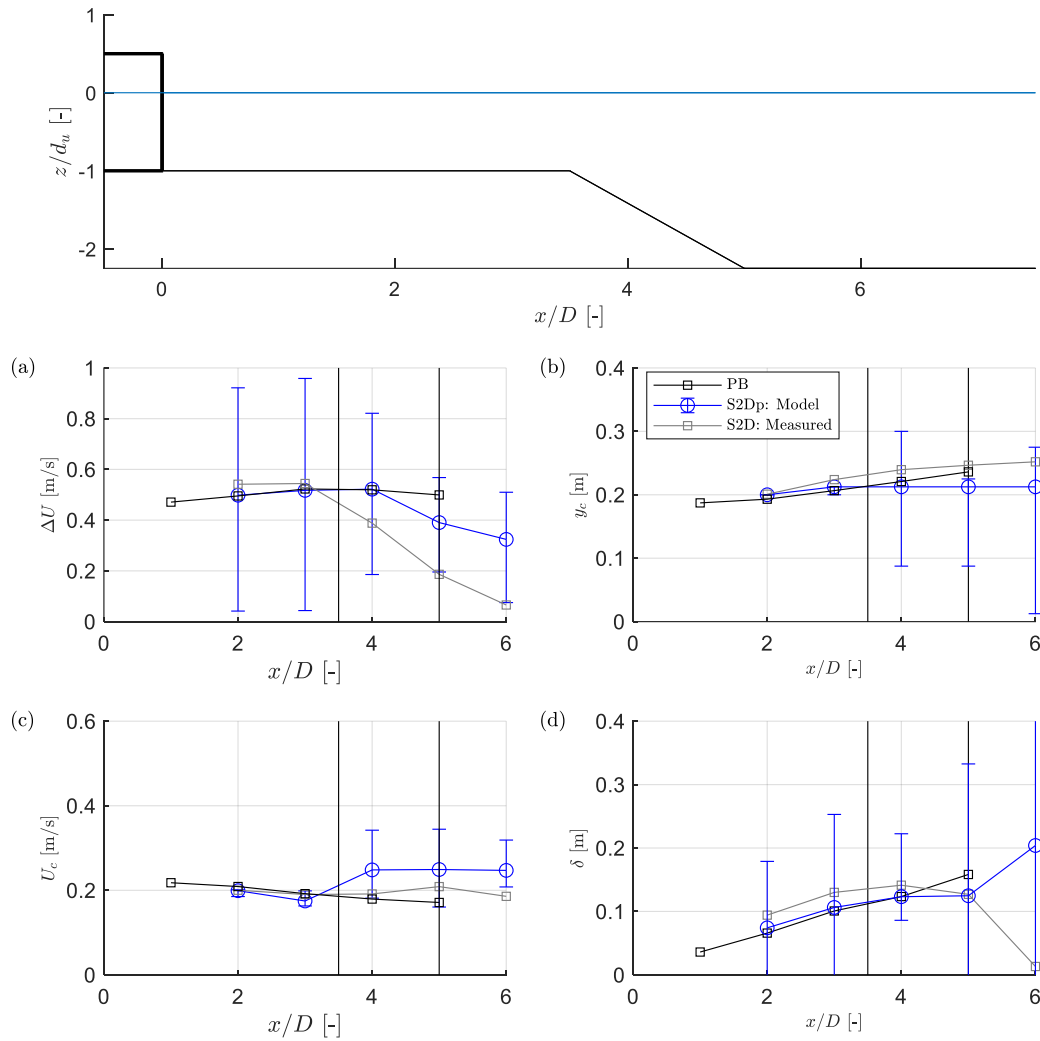 1
0
-1
-2
z/d_u [-]
0
2
4
6
x/D [-]
(a)
1
0.8
0.6
0.4
0.2
0
ΔU [m/s]
0
2
4
6
x/D [-]
(b)
0.4
0.3
0.2
0.1
0
y_c [m]
PB
S2Dp: Model
S2D: Measured
0
2
4
6
x/D [-]
(c)
0.6
0.4
0.2
0
U_c [m/s]
0
2
4
6
x/D [-]
(d)
0.4
0.3
0.2
0.1
0
δ [m]
0
2
4
6
x/D [-]